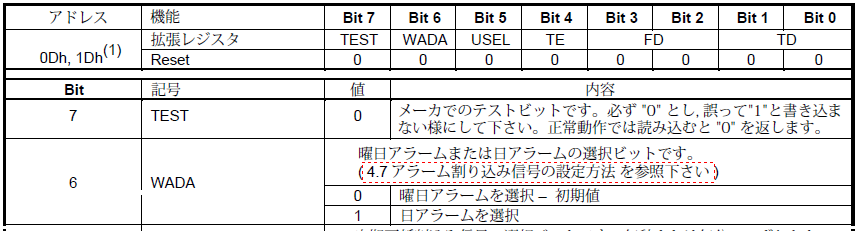 アドレス 機能 Bit 7 Bit 6 Bit 5 Bit 4 Bit 3 Bit 2 Bit 1 Bit 0
0Dh, 1Dh(1) 拡張レジスタ TEST WADA USEL TE FD TD
Reset 0 0 0 0 0 0 0 0
Bit 記号 値 内容
7 TEST 0 メーカでのテストビットです。必ず "0" とし, 誤って"1"と書き込ま
ない様にして下さい。正常動作では読み込むと "0" を返します。
6 WADA 曜日アラームまたは日アラームの選択ビットです。
( 4.7 アラーム割り込み信号の設定方法 を参照下さい )
0 曜日アラームを選択 – 初期値
1 日アラームを選択